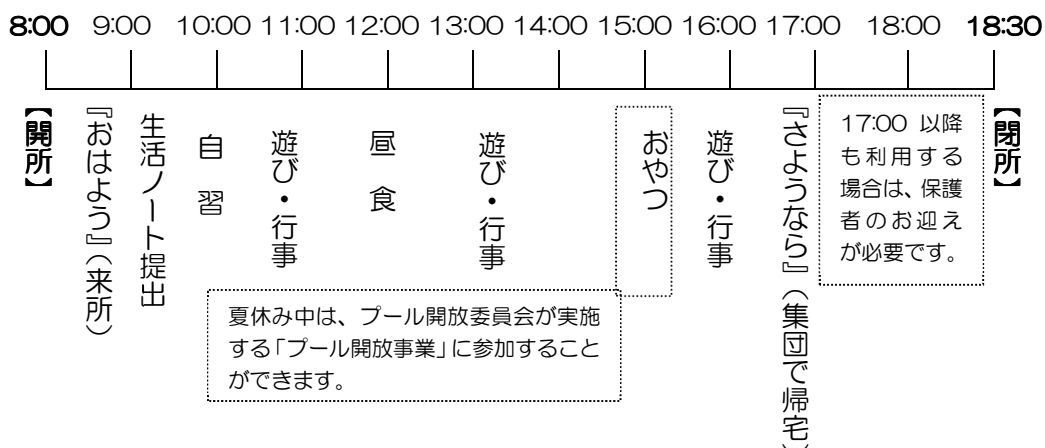 8:00 9:00 10:00 11:00 12:00 13:00 14:00 15:00 16:00 17:00 18:00 18:30
【開所】
『おはよう』（来所）
生活ノート提出
自習
遊び・行事
昼食
遊び・行事
おやつ
遊び・行事
『さようなら』（集団で帰宅）
17:00 以降
も利用する
場合は、保護
者のお迎え
が必要です。
【閉所】
夏休み中は、プール開放委員会が実施
する「プール開放事業」に参加すること
ができます。